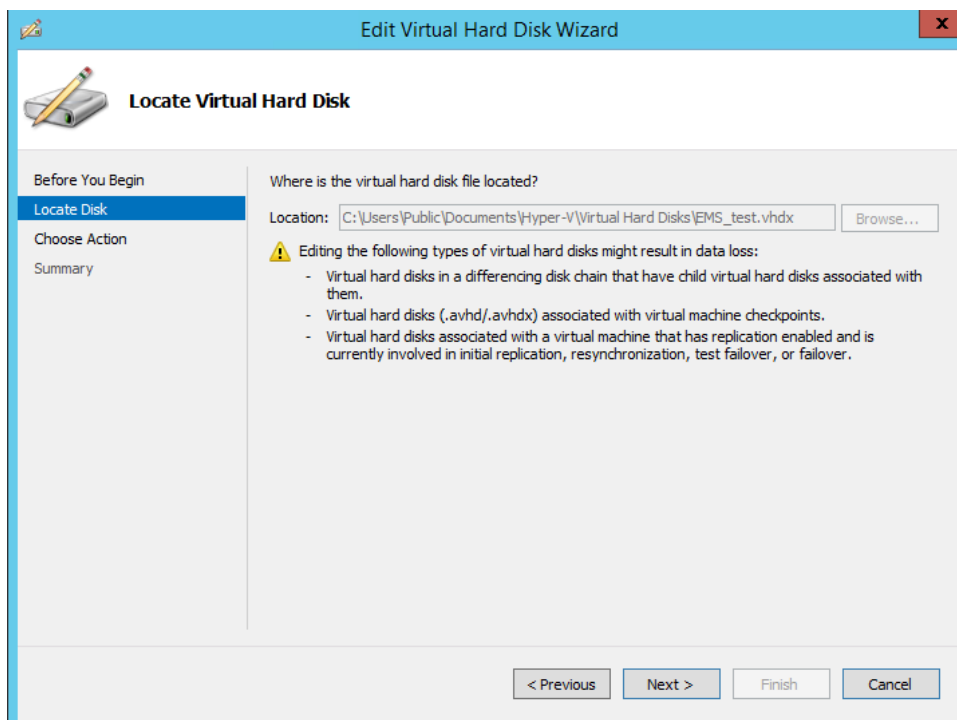 Edit Virtual Hard Disk Wizard
x
Locate Virtual Hard Disk
Before You Begin
Locate Disk
Choose Action
Summary
Where is the virtual hard disk file located?
Location: C:\Users\Public\Documents\Hyper-V\Virtual Hard Disks\EMS_test.vhdx Browse...
Editing the following types of virtual hard disks might result in data loss:
- Virtual hard disks in a differencing disk chain that have child virtual hard disks associated with
them.
- Virtual hard disks (.avhd/.avhdx) associated with virtual machine checkpoints.
- Virtual hard disks associated with a virtual machine that has replication enabled and is
currently involved in initial replication, resynchronization, test failover, or failover.
< Previous Next > Finish Cancel